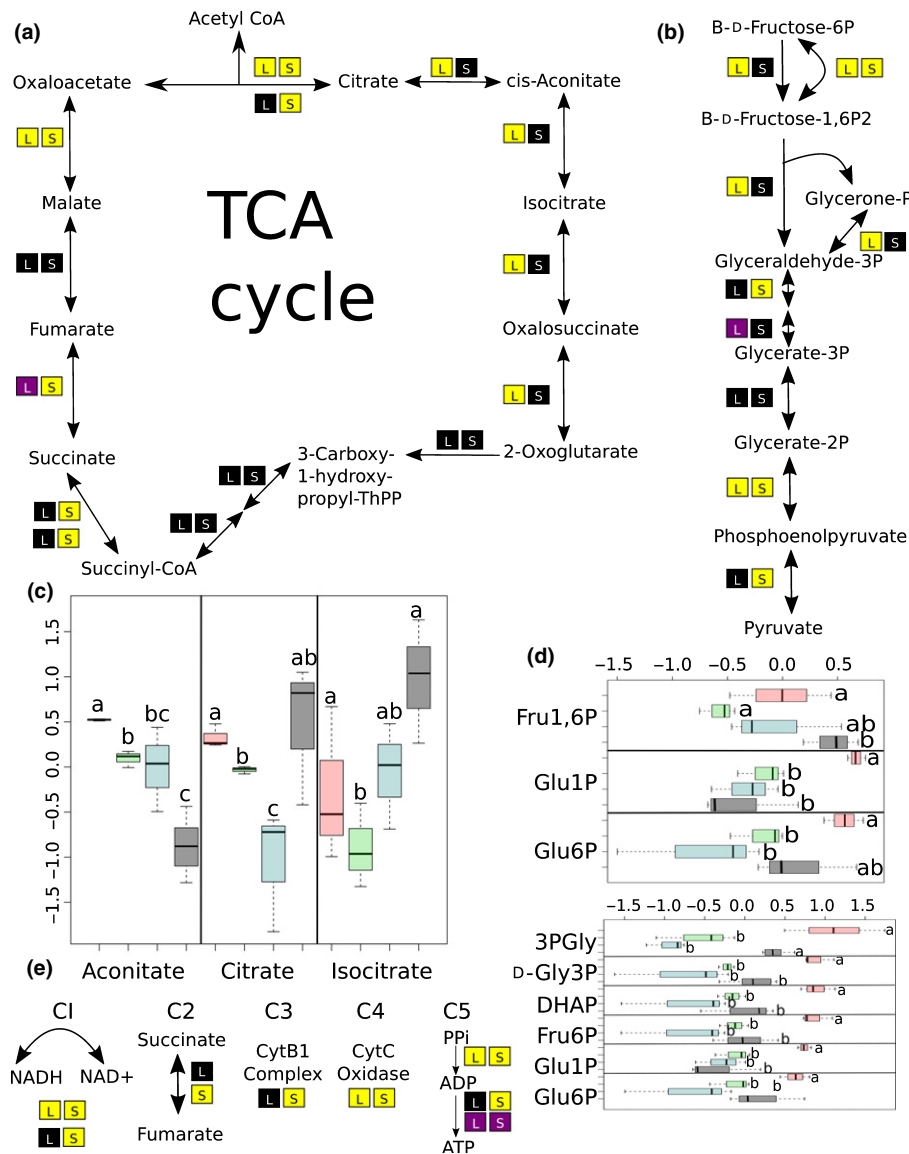 (a)
Acetyl CoA
Oxaloacetate
L S
L S
Citrate
L S
cis-Aconitate
L S
L S
Malate
Isocitrate
TCA
cycle
L S
L S
Fumarate
Oxalosuccinate
L S
L S
Succinate
3-Carboxy-
1-hydroxy-
propyl-ThPP
L S
2-Oxoglutarate
L S
L S
L S
L S
Succinyl-CoA
(b)
B-D-Fructose-6P
L S
L S
B-D-Fructose-1,6P2
L S
Glycerone-P
L S
Glyceraldehyde-3P
L S
L S
Glycerate-3P
L S
Glycerate-2P
L S
Phosphoenolpyruvate
L S
Pyruvate
(c)
1.5
1.0
0.5
0.0
-0.5
-1.0
-1.5
a b bc c
a b c ab
a b ab a
Aconitate Citrate Isocitrate
(d)
−1.5 −0.5 0.0 0.5
Fru1,6P
a
a
ab
b
Glu1P
a
b
b
b
Glu6P
a
b
b
ab
−1.5 −1.0 −0.5 0.0 0.5 1.0 1.5
3PGly
a
b
b
a
D-Gly3P
a
b
b
b
DHAP
a
b
b
b
Fru6P
a
b
b
b
Glu1P
a
b
b
b
Glu6P
a
b
b
b
(e)
C1
NADH NAD+
L S
L S
C2
Succinate
L
S
Fumarate
C3
CytB1
Complex
L S
C4
CytC
Oxidase
L S
C5
PPi
L S
ADP
L S
L S
ATP